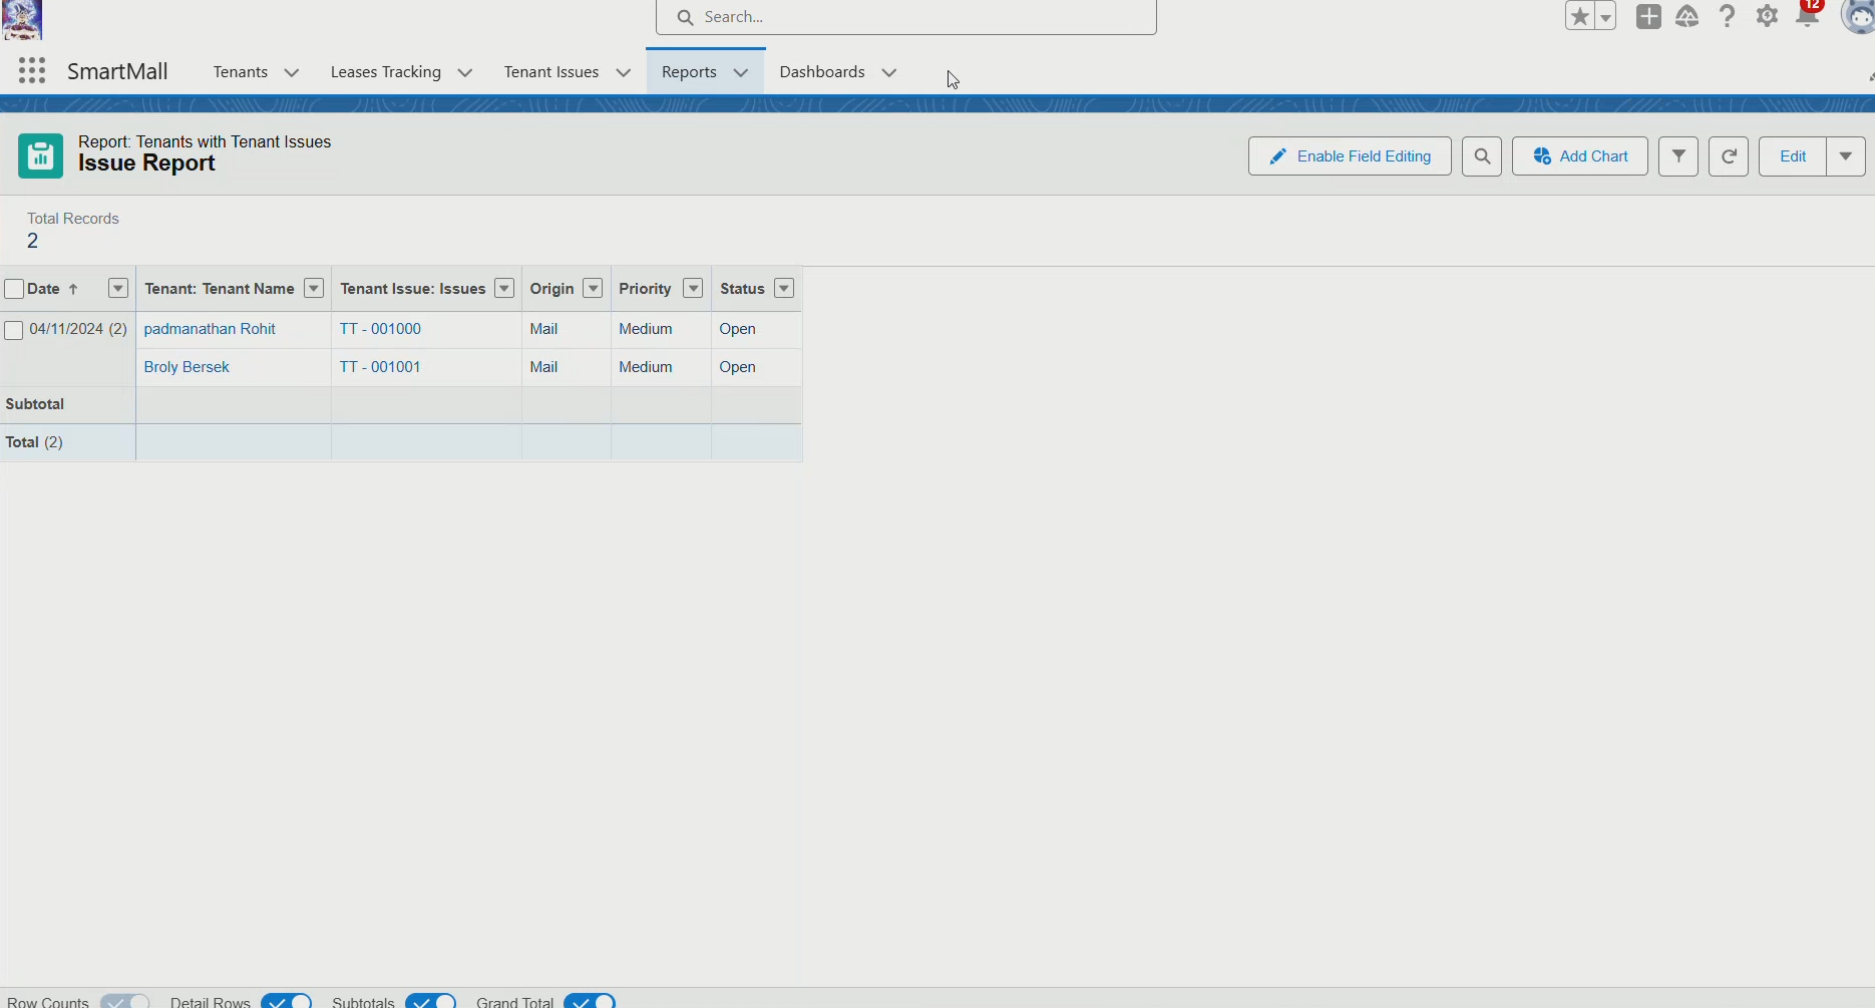 Search...
12
SmartMall Tenants Leases Tracking Tenant Issues Reports Dashboards
Report: Tenants with Tenant Issues
Issue Report
Enable Field Editing Add Chart Edit
Total Records
2
Date ↑ Tenant: Tenant Name Tenant Issue: Issues Origin Priority Status
04/11/2024 (2) padmanathan Rohit TT - 001000 Mail Medium Open
Broly Bersek TT - 001001 Mail Medium Open
Subtotal
Total (2)
Row Counts Detail Rows Subtotals Grand Total